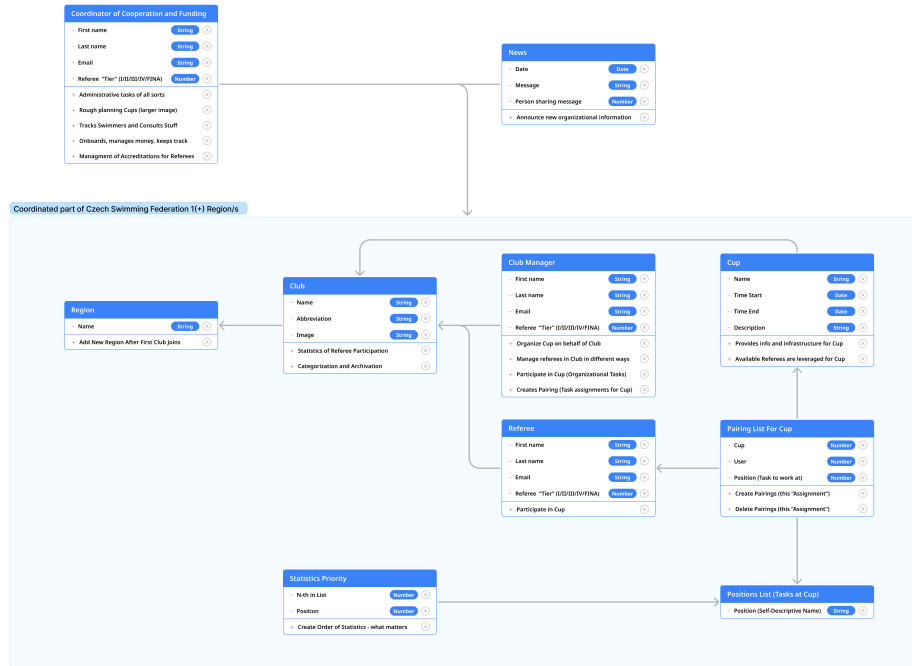 Coordinator of Cooperation and Funding
- First name String
- Last name String
- Email String
- Referee "Tier" (I/II/III/IV/FINA) Number
+ Administrative tasks of all sorts
+ Rough planning Cups (larger image)
+ Tracks Swimmers and Consults Stuff
+ Onboards, manages money, keeps track
+ Managment of Accreditations for Referees
News
- Date Date
- Message String
- Person sharing message Number
+ Announce new organizational information
Coordinated part of Czech Swimming Federation 1(+) Region/s
Region
- Name String
+ Add New Region After First Club Joins
Club
- Name String
- Abbreviation String
- Image String
+ Statistics of Referee Participation
+ Categorization and Archivation
Club Manager
- First name String
- Last name String
- Email String
- Referee "Tier" (I/II/III/IV/FINA) Number
+ Organize Cup on behalf of Club
+ Manage referees in Club in different ways
+ Participate in Cup (Organizational Tasks)
+ Creates Pairing (Task assignments for Cup)
Cup
- Name String
- Time Start Date
- Time End Date
- Description String
+ Provides info and infrastructure for Cup
+ Available Referees are leveraged for Cup
Referee
- First name String
- Last name String
- Email String
- Referee "Tier" (I/II/III/IV/FINA) Number
+ Participate in Cup
Pairing List For Cup
- Cup Number
- User Number
- Position (Task to work at) Number
+ Create Pairings (this "Assignment")
+ Delete Pairings (this "Assignment")
Statistics Priority
- N-th in List Number
- Position Number
+ Create Order of Statistics - what matters
Positions List (Tasks at Cup)
- Position (Self-Descriptive Name) String